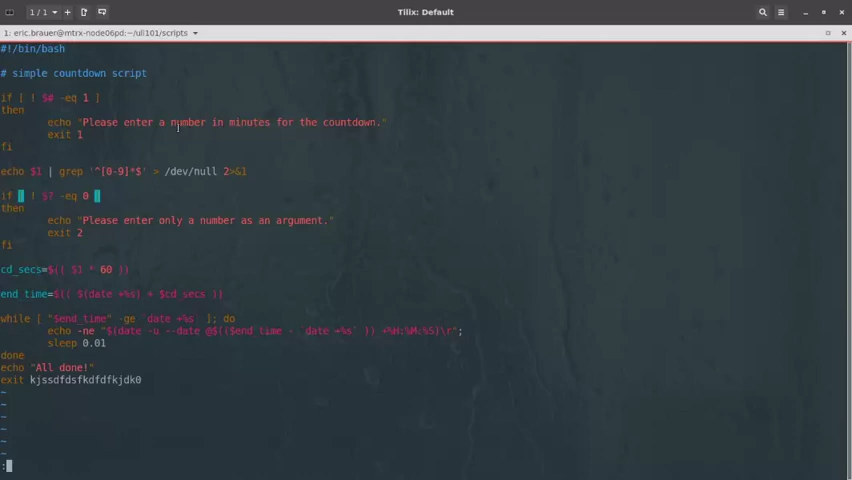 1 / 1
Tilix: Default
1: eric.brauer@mtrx-node06pd:~/uli101/scripts
#!/bin/bash
# simple countdown script
if [ ! $# -eq 1 ]
then
echo "Please enter a number in minutes for the countdown."
exit 1
fi
echo $1 | grep '^[0-9]*$' > /dev/null 2>&1
if [ ! $? -eq 0 ]
then
echo "Please enter only a number as an argument."
exit 2
fi
cd_secs=$(( $1 * 60 ))
end_time=$(( $(date +%s) + $cd_secs ))
while [ "$end_time" -ge `date +%s` ]; do
echo -ne "$(date -u --date @$(($end_time - `date +%s` )) +%H:%M:%S)\r";
sleep 0.01
done
echo "All done!"
exit kjssdfdsfkdfdfkjdk0
~
~
~
~
~
~
: